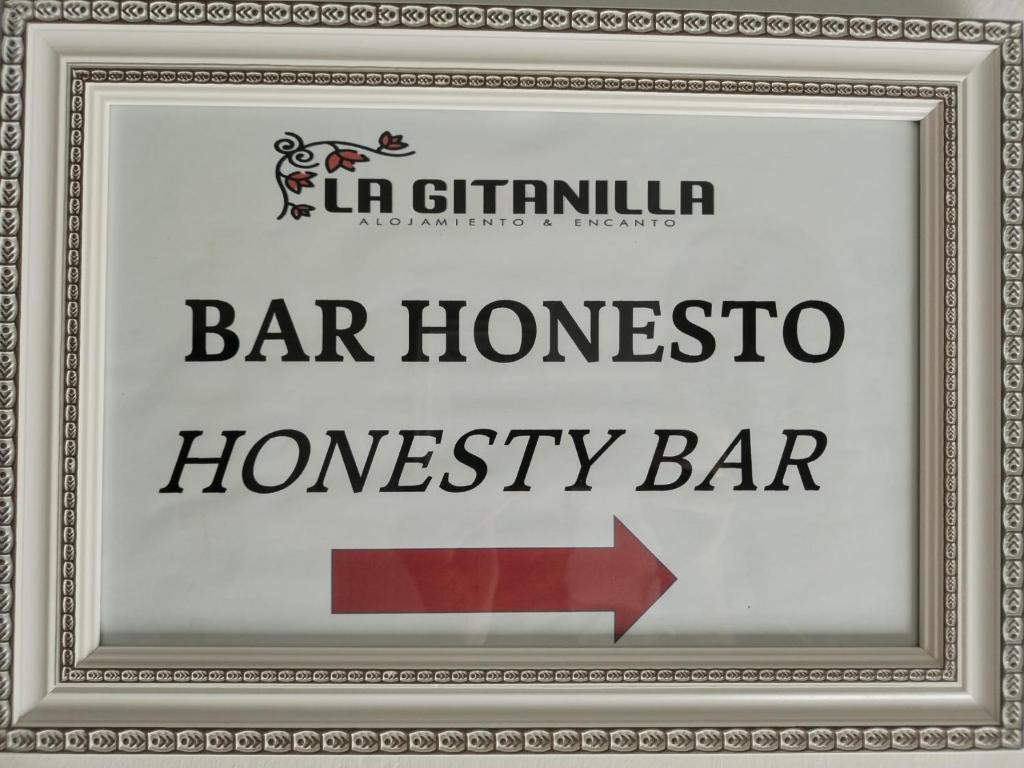 LA GITANILLA
ALOJAMIENTO & ENCANTO
BAR HONESTO
HONESTY BAR